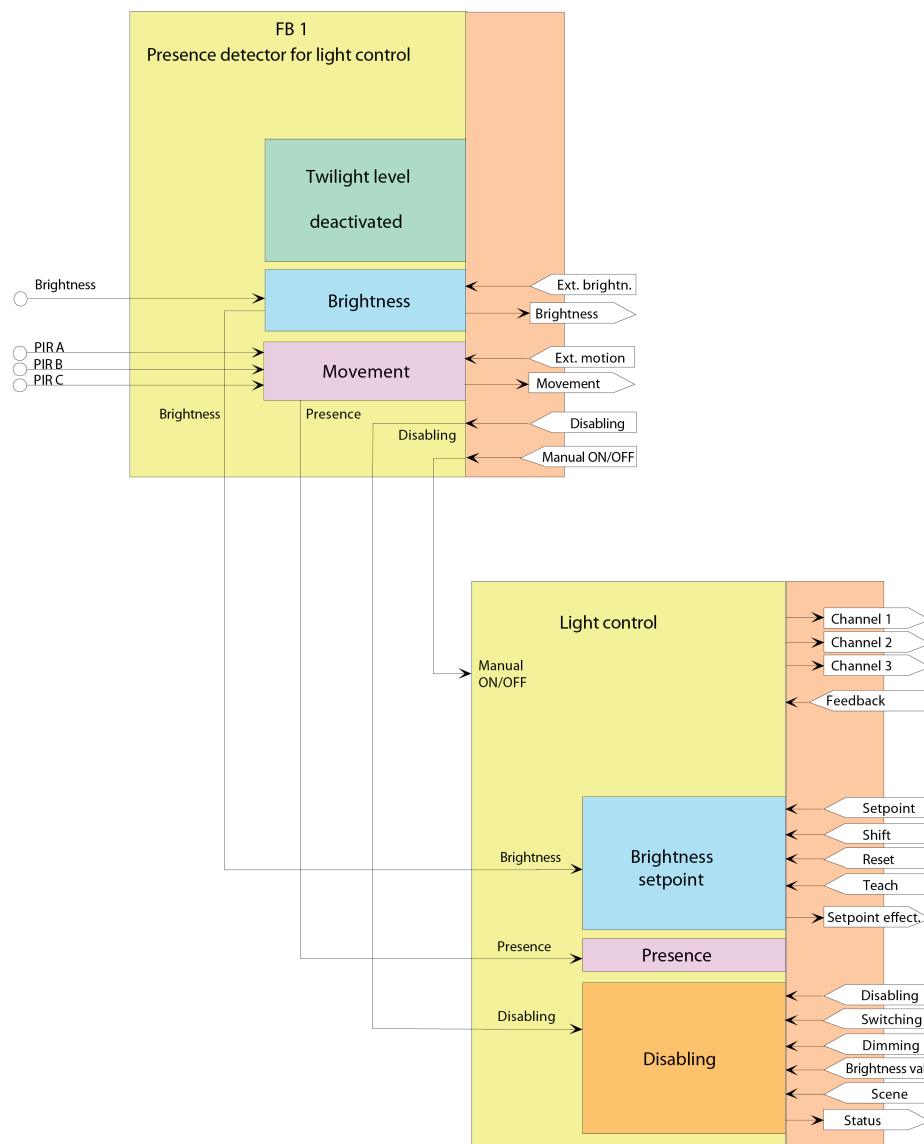 FB 1
Presence detector for light control
Twilight level
deactivated
Brightness
Brightness
Ext. brightn.
Brightness
PIR A
PIR B
PIR C
Movement
Ext. motion
Movement
Brightness
Presence
Disabling
Disabling
Manual ON/OFF
Light control
Manual
ON/OFF
Channel 1
Channel 2
Channel 3
Feedback
Brightness
Brightness
setpoint
Setpoint
Shift
Reset
Teach
Setpoint effect.
Presence
Presence
Disabling
Disabling
Disabling
Switching
Dimming
Brightness val
Scene
Status